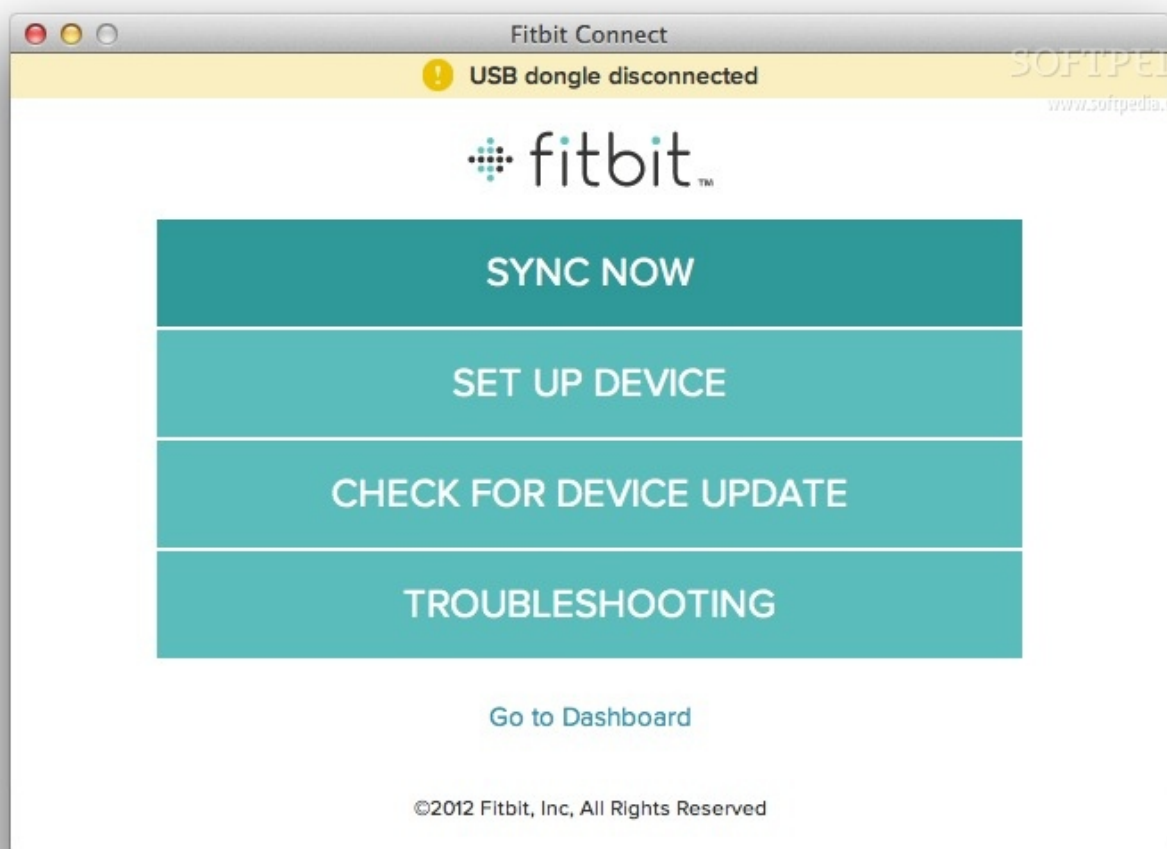 Fitbit Connect
USB dongle disconnected
fitbit™
SYNC NOW
SET UP DEVICE
CHECK FOR DEVICE UPDATE
TROUBLESHOOTING
Go to Dashboard
©2012 Fitbit, Inc, All Rights Reserved